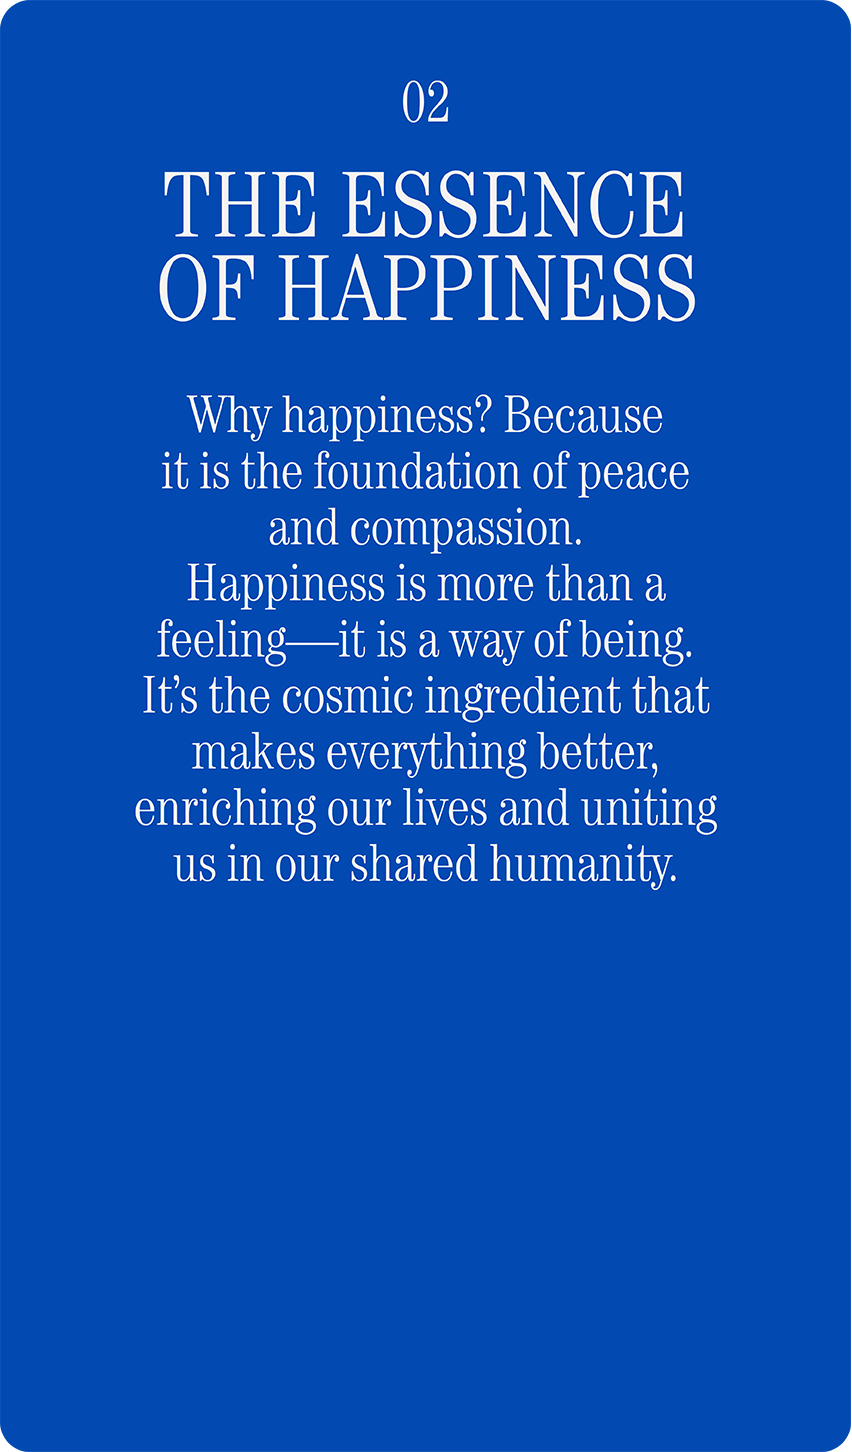 02
THE ESSENCE
OF HAPPINESS
Why happiness? Because
it is the foundation of peace
and compassion.
Happiness is more than a
feeling—it is a way of being.
It’s the cosmic ingredient that
makes everything better,
enriching our lives and uniting
us in our shared humanity.